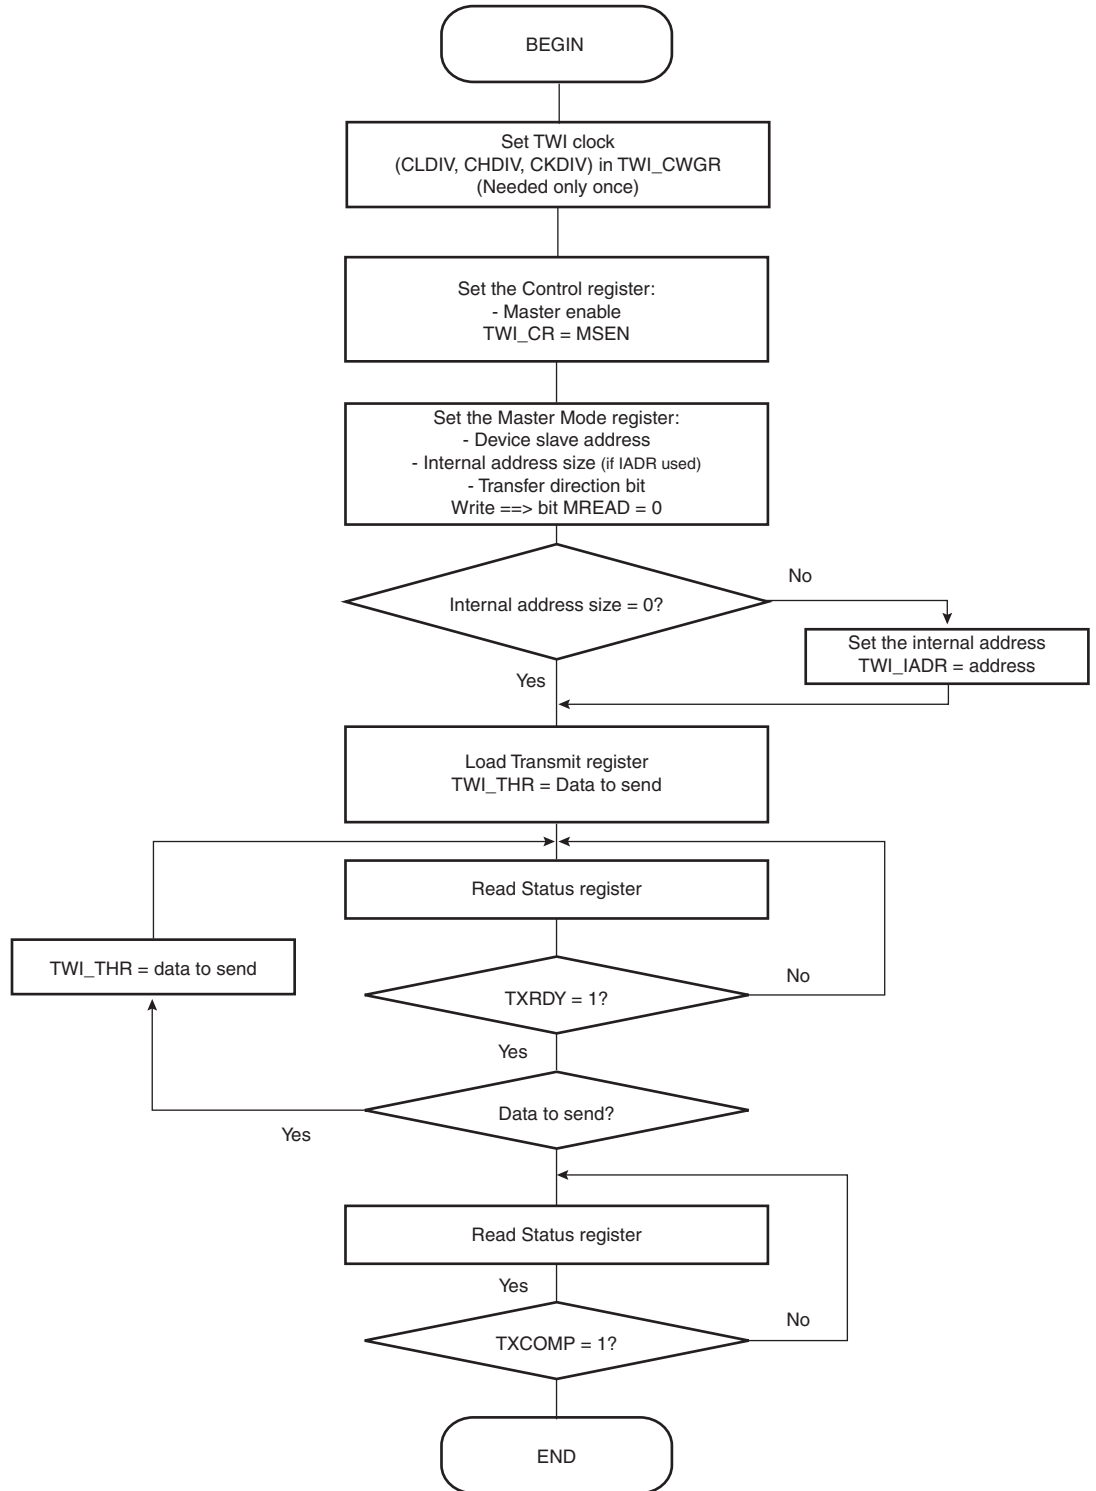 BEGIN
Set TWI clock
(CLDIV, CHDIV, CKDIV) in TWI_CWGR
(Needed only once)
Set the Control register:
- Master enable
TWI_CR = MSEN
Set the Master Mode register:
- Device slave address
- Internal address size (if IADR used)
- Transfer direction bit
Write ==> bit MREAD = 0
No
Internal address size = 0?
Set the internal address
TWI_IADR = address
Yes
Load Transmit register
TWI_THR = Data to send
Read Status register
TWI_THR = data to send
No
TXRDY = 1?
Yes
Data to send?
Yes
Read Status register
Yes
No
TXCOMP = 1?
END